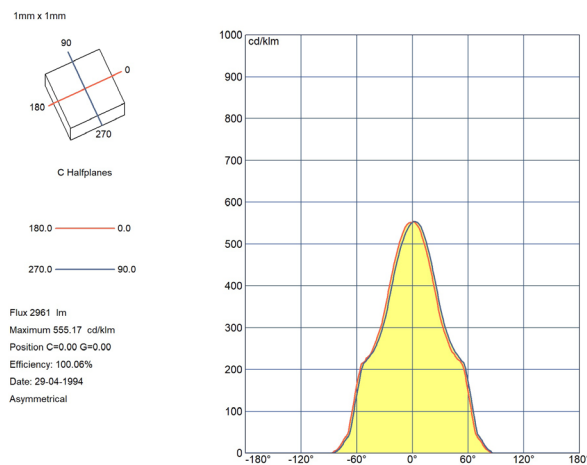 1mm x 1mm
90
0
180
270
C Halfplanes
180.0 0.0
270.0 90.0
Flux 2961 lm
Maximum 555.17 cd/klm
Position C=0.00 G=0.00
Efficiency: 100.06%
Date: 29-04-1994
Asymmetrical
cd/klm
1000
900
800
700
600
500
400
300
200
100
0
-180° -120° -60° 0° 60° 120° 180°